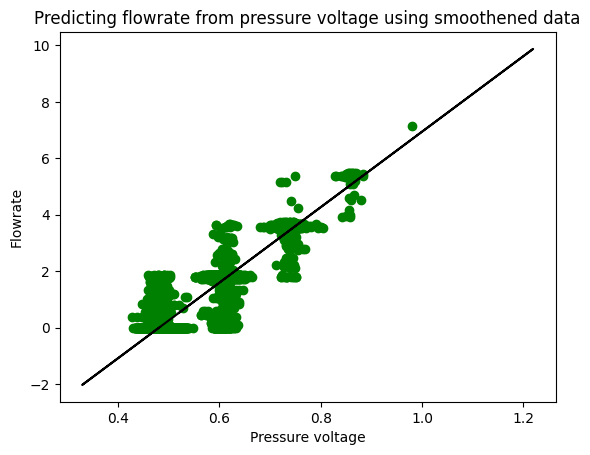 Predicting flowrate from pressure voltage using smoothened data
10
8
6
4
2
0
−2
Flowrate
0.4 0.6 0.8 1.0 1.2
Pressure voltage